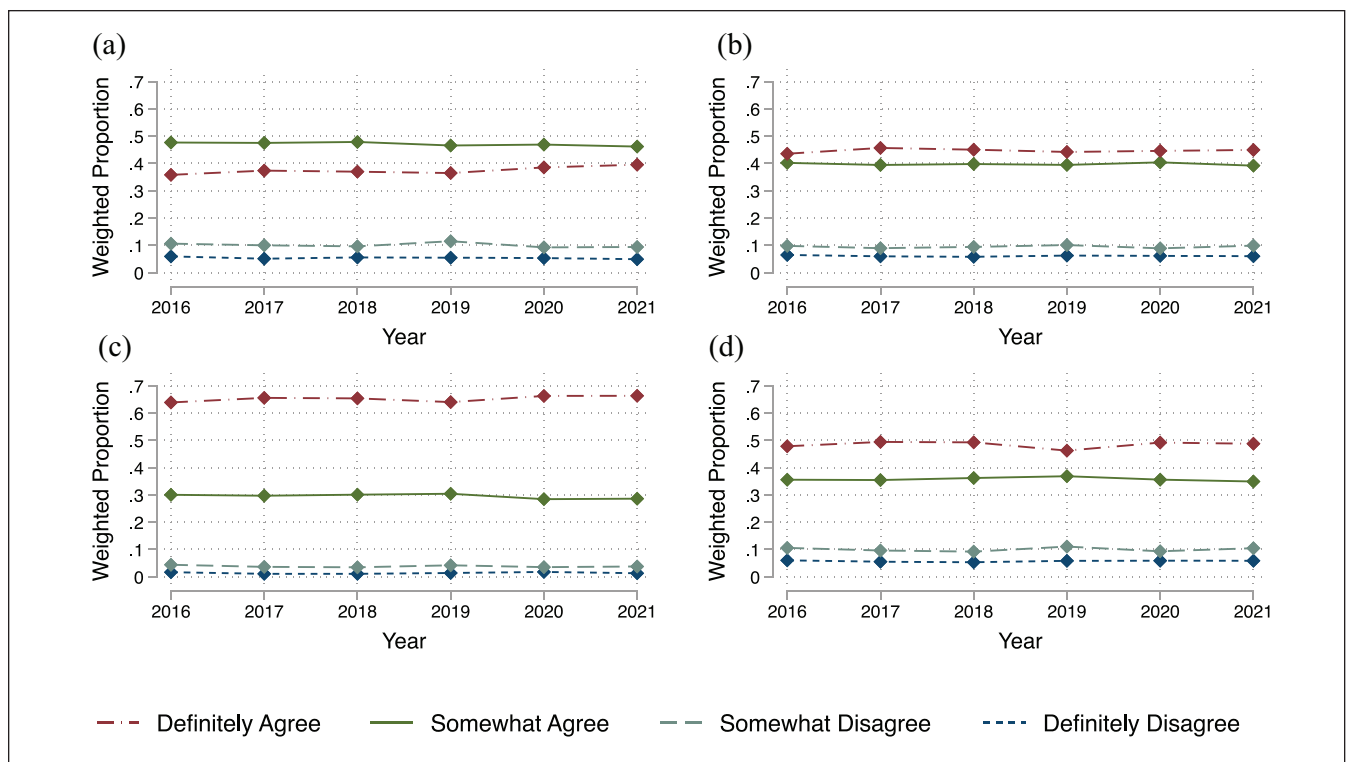 (a)
Weighted Proportion
.7
.6
.5
.4
.3
.2
.1
0
2016 2017 2018 2019 2020 2021
Year
(b)
Weighted Proportion
.7
.6
.5
.4
.3
.2
.1
0
2016 2017 2018 2019 2020 2021
Year
(c)
Weighted Proportion
.7
.6
.5
.4
.3
.2
.1
0
2016 2017 2018 2019 2020 2021
Year
(d)
Weighted Proportion
.7
.6
.5
.4
.3
.2
.1
0
2016 2017 2018 2019 2020 2021
Year
Definitely Agree Somewhat Agree Somewhat Disagree Definitely Disagree